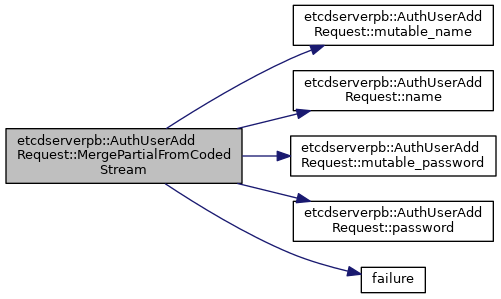 etcdserverpb::AuthUserAdd
Request::mutable_name
etcdserverpb::AuthUserAdd
Request::name
etcdserverpb::AuthUserAdd
Request::MergePartialFromCoded
Stream
etcdserverpb::AuthUserAdd
Request::mutable_password
etcdserverpb::AuthUserAdd
Request::password
failure